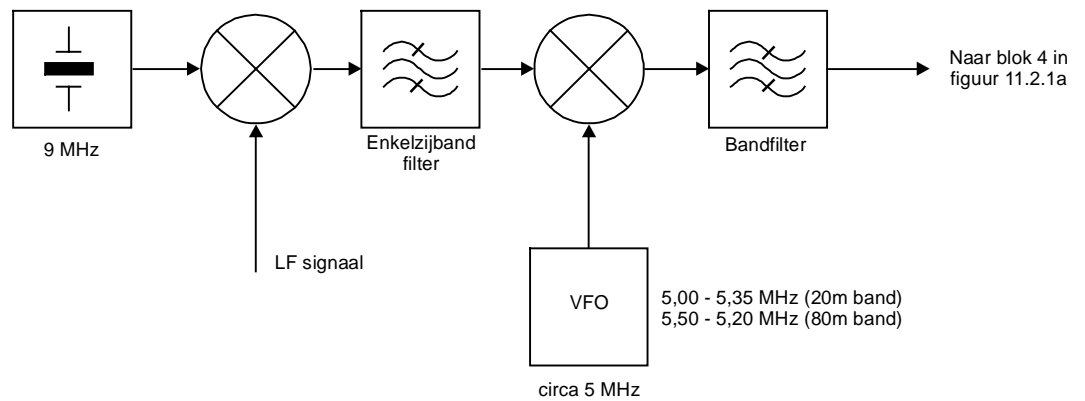 Naar blok 4 in
figuur 11.2.1a
9 MHz
Enkelzijband
filter
Bandfilter
LF signaal
VFO
5,00 - 5,35 MHz (20m band)
5,50 - 5,20 MHz (80m band)
circa 5 MHz